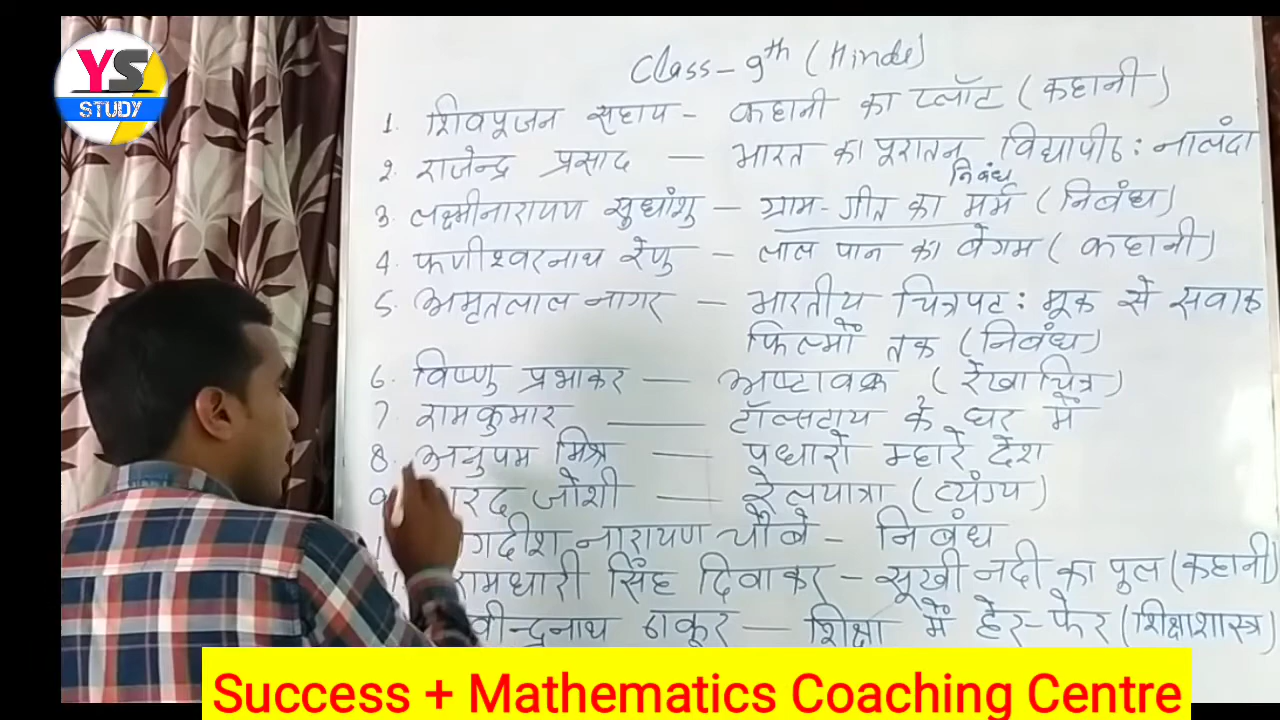 YS
STUDY
Class - 9th (Hindi)
1. शिवपूजन सहाय - कहानी का प्लॉट (कहानी)
2. राजेन्द्र प्रसाद — भारत का पूरातन विद्यापीठ : नालंदा
निबंध
3. लक्ष्मीनारायण सुधांशु - ग्राम-गीत का मर्म (निबंध)
4. फणीश्वरनाथ रेणु - लाल पान का बेगम (कहानी)
5. अमृतलाल नागर - भारतीय चित्रपट : मूक से सवाक
फिल्मों तक (निबंध)
6. विष्णु प्रभाकर — अष्टावक्र (रेखाचित्र)
7. रामकुमार — टॉल्सटाय के घर में
8. अनुपम मिश्र — पधारो म्हारे देश
9 जोशी — रेलयात्रा (व्यंग्य)
नारायण चौबे - निबंध
रामधारी सिंह दिवाकर - सूखी नदी का पुल (कहानी)
ठाकूर — शिक्षा में हेर-फेर (शिक्षाशास्त्र)
Success + Mathematics Coaching Centre